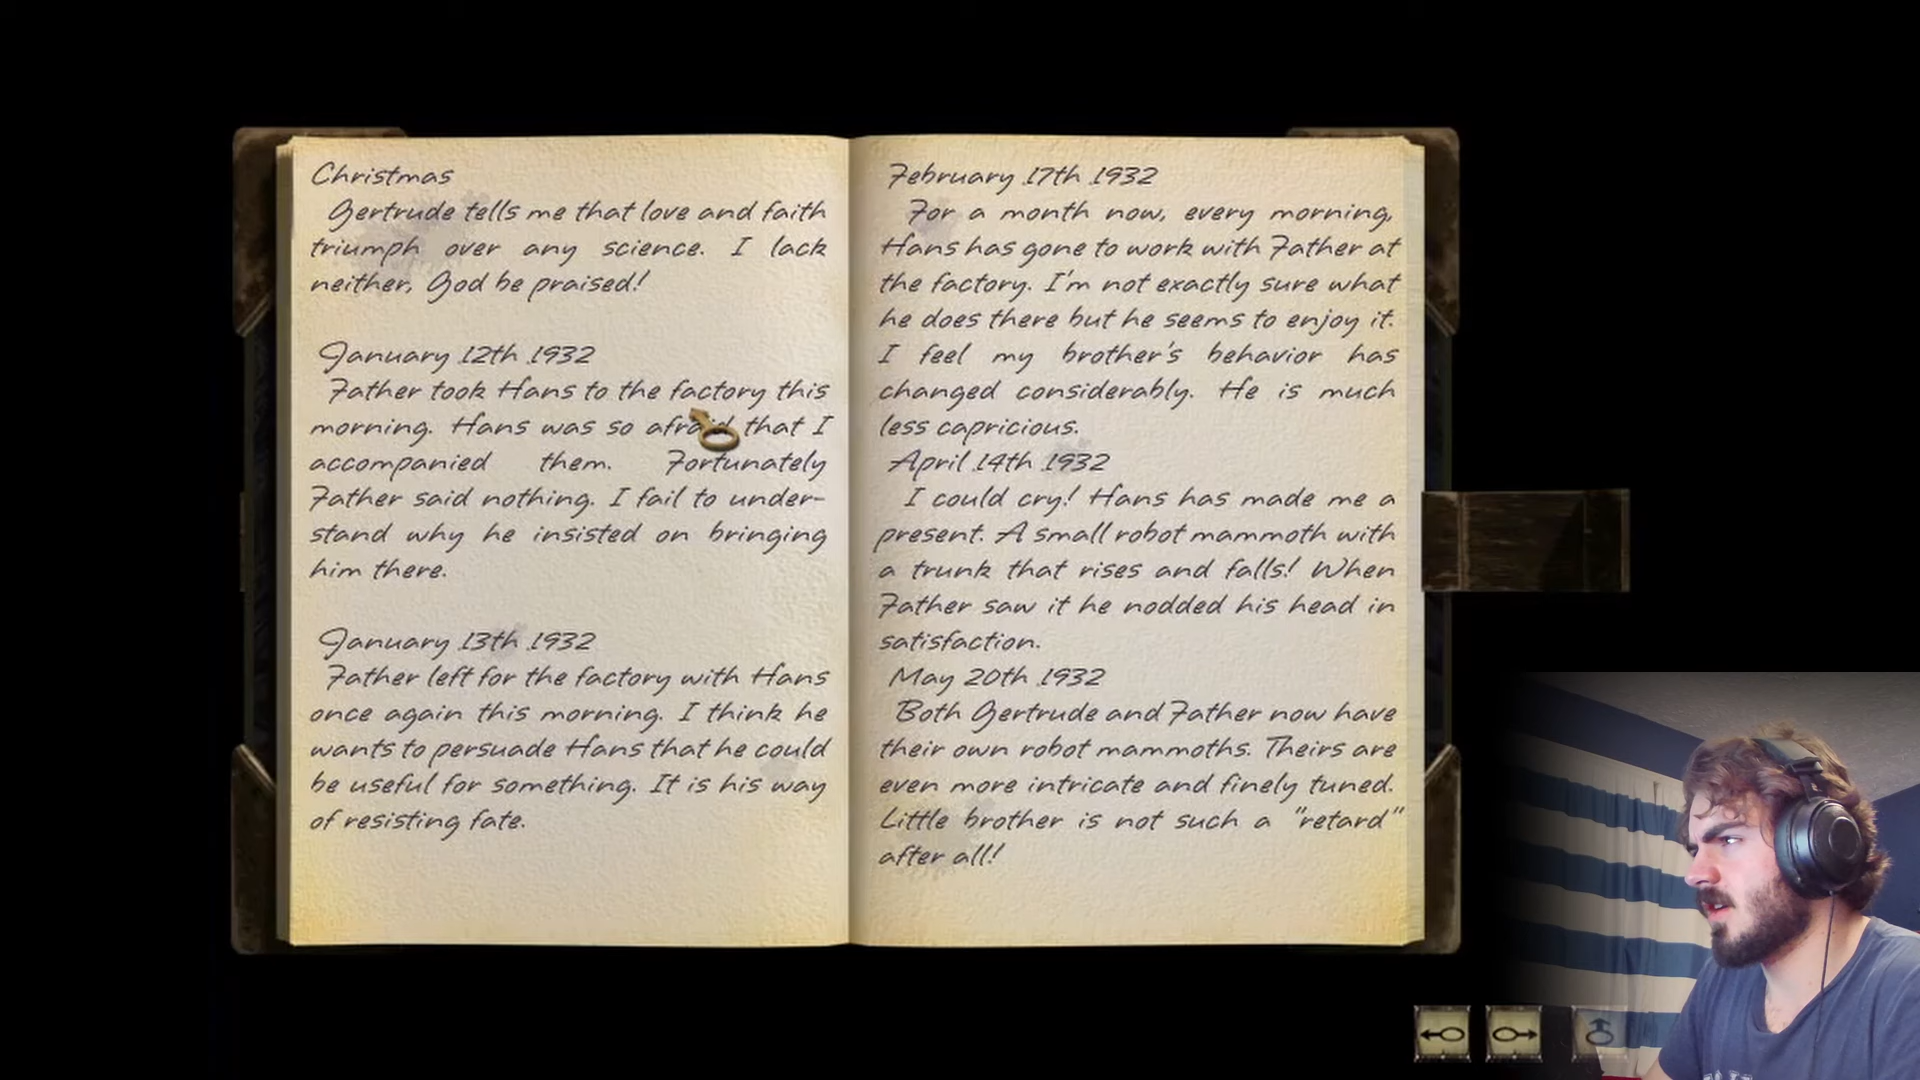 Christmas
Gertrude tells me that love and faith
triumph over any science. I lack
neither, God be praised!
January 12th 1932
Father took Hans to the factory this
morning. Hans was so afraid that I
accompanied them. Fortunately
Father said nothing. I fail to under-
stand why he insisted on bringing
him there.
January 13th 1932
Father left for the factory with Hans
once again this morning. I think he
wants to persuade Hans that he could
be useful for something. It is his way
of resisting fate.
February 17th 1932
For a month now, every morning,
Hans has gone to work with Father at
the factory. I'm not exactly sure what
he does there but he seems to enjoy it.
I feel my brother's behavior has
changed considerably. He is much
less capricious.
April 14th 1932
I could cry! Hans has made me a
present. A small robot mammoth with
a trunk that rises and falls! When
Father saw it he nodded his head in
satisfaction.
May 20th 1932
Both Gertrude and Father now have
their own robot mammoths. Theirs are
even more intricate and finely tuned.
Little brother is not such a "retard"
after all!